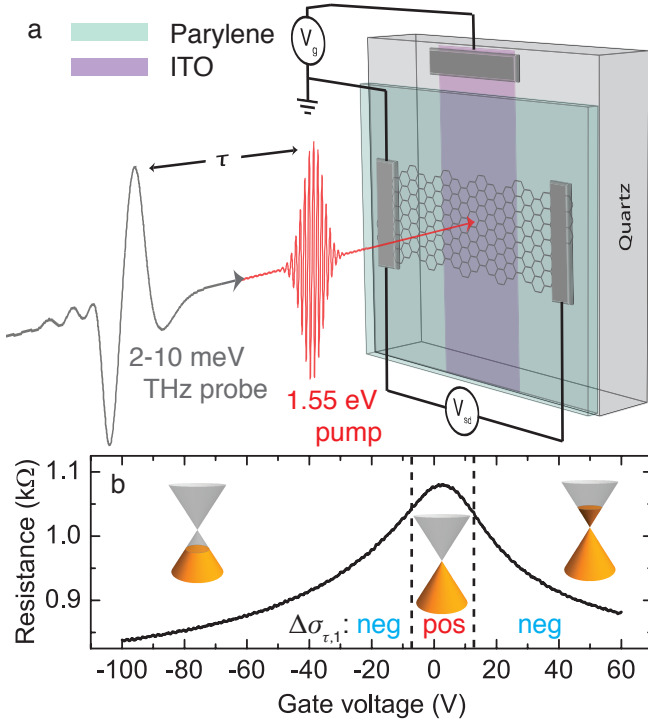 a
Parylene
ITO
V_g
τ
Quartz
2-10 meV
THz probe
1.55 eV
pump
V_sd
b
Resistance (kΩ)
1.1
1.0
0.9
Δσ_τ,1: neg pos neg
-100 -80 -60 -40 -20 0 20 40 60
Gate voltage (V)